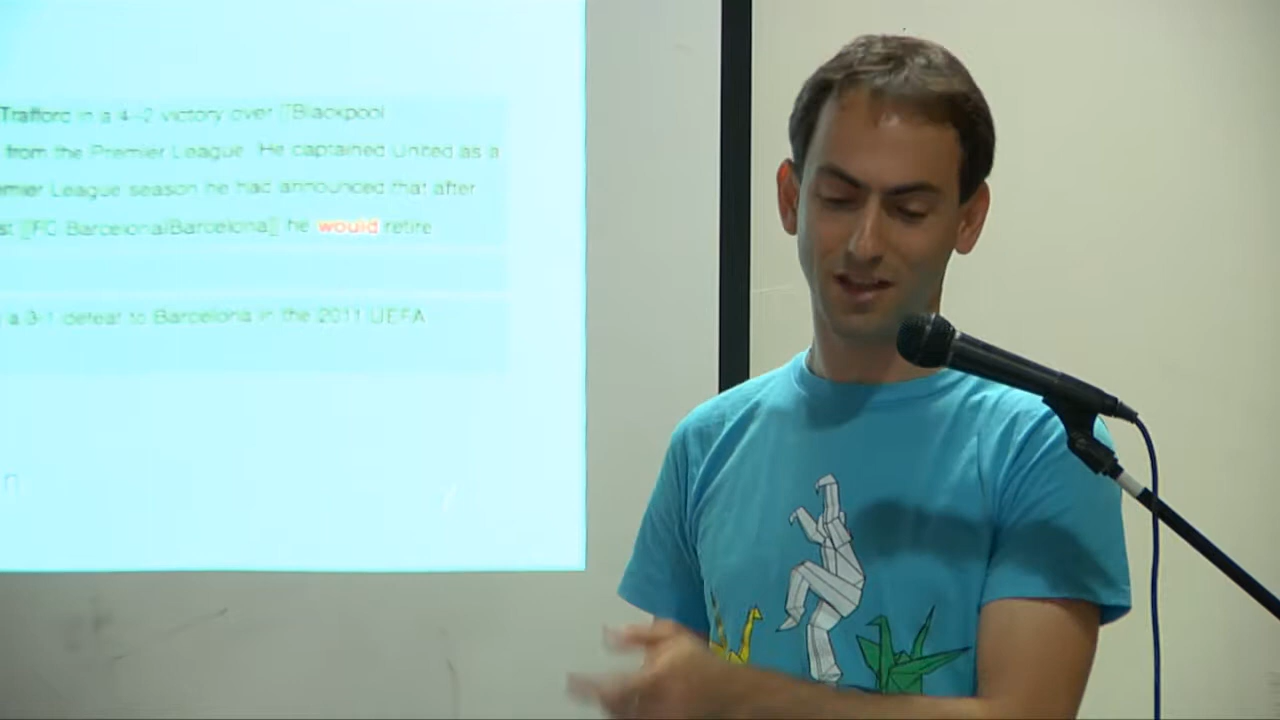 Trafford in a 4–2 victory over [[Blackpool
from the Premier League. He captained United as a
emier League season he had announced that after
st [[FC Barcelona|Barcelona]] he would retire
a 3-1 defeat to Barcelona in the 2011 UEFA
n